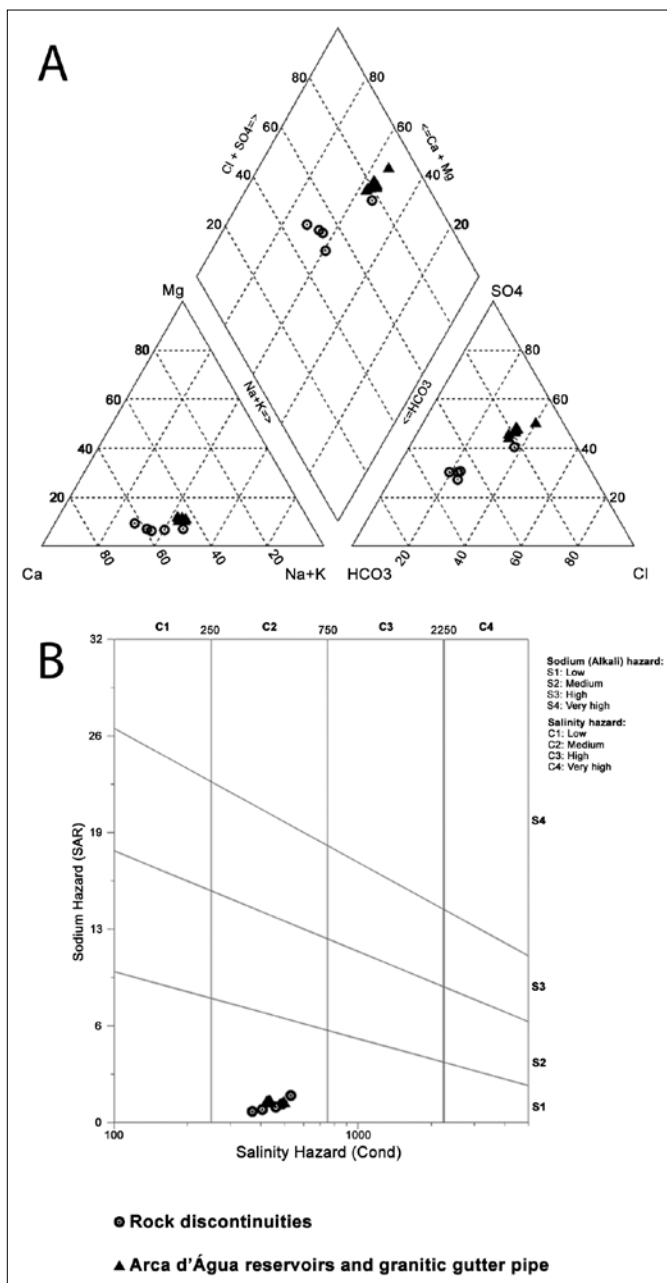 A
80
80
60
60
Cl + SO4=>
<=Ca + Mg
40
40
20
20
Mg
SO4
80
80
Na+K=>
<=HCO3
60
60
40
40
20
20
80
60
40
20
20
40
60
80
Ca
Na+K
HCO3
Cl
B
C1
250
C2
750
C3
2250
C4
32
Sodium (Alkali) hazard:
S1: Low
S2: Medium
S3: High
S4: Very high
Salinity hazard:
C1: Low
C2: Medium
C3: High
C4: Very high
26
19
13
6
0
Sodium Hazard (SAR)
S4
S3
S2
S1
100
1000
Salinity Hazard (Cond)
Rock discontinuities
Arca d'Água reservoirs and granitic gutter pipe